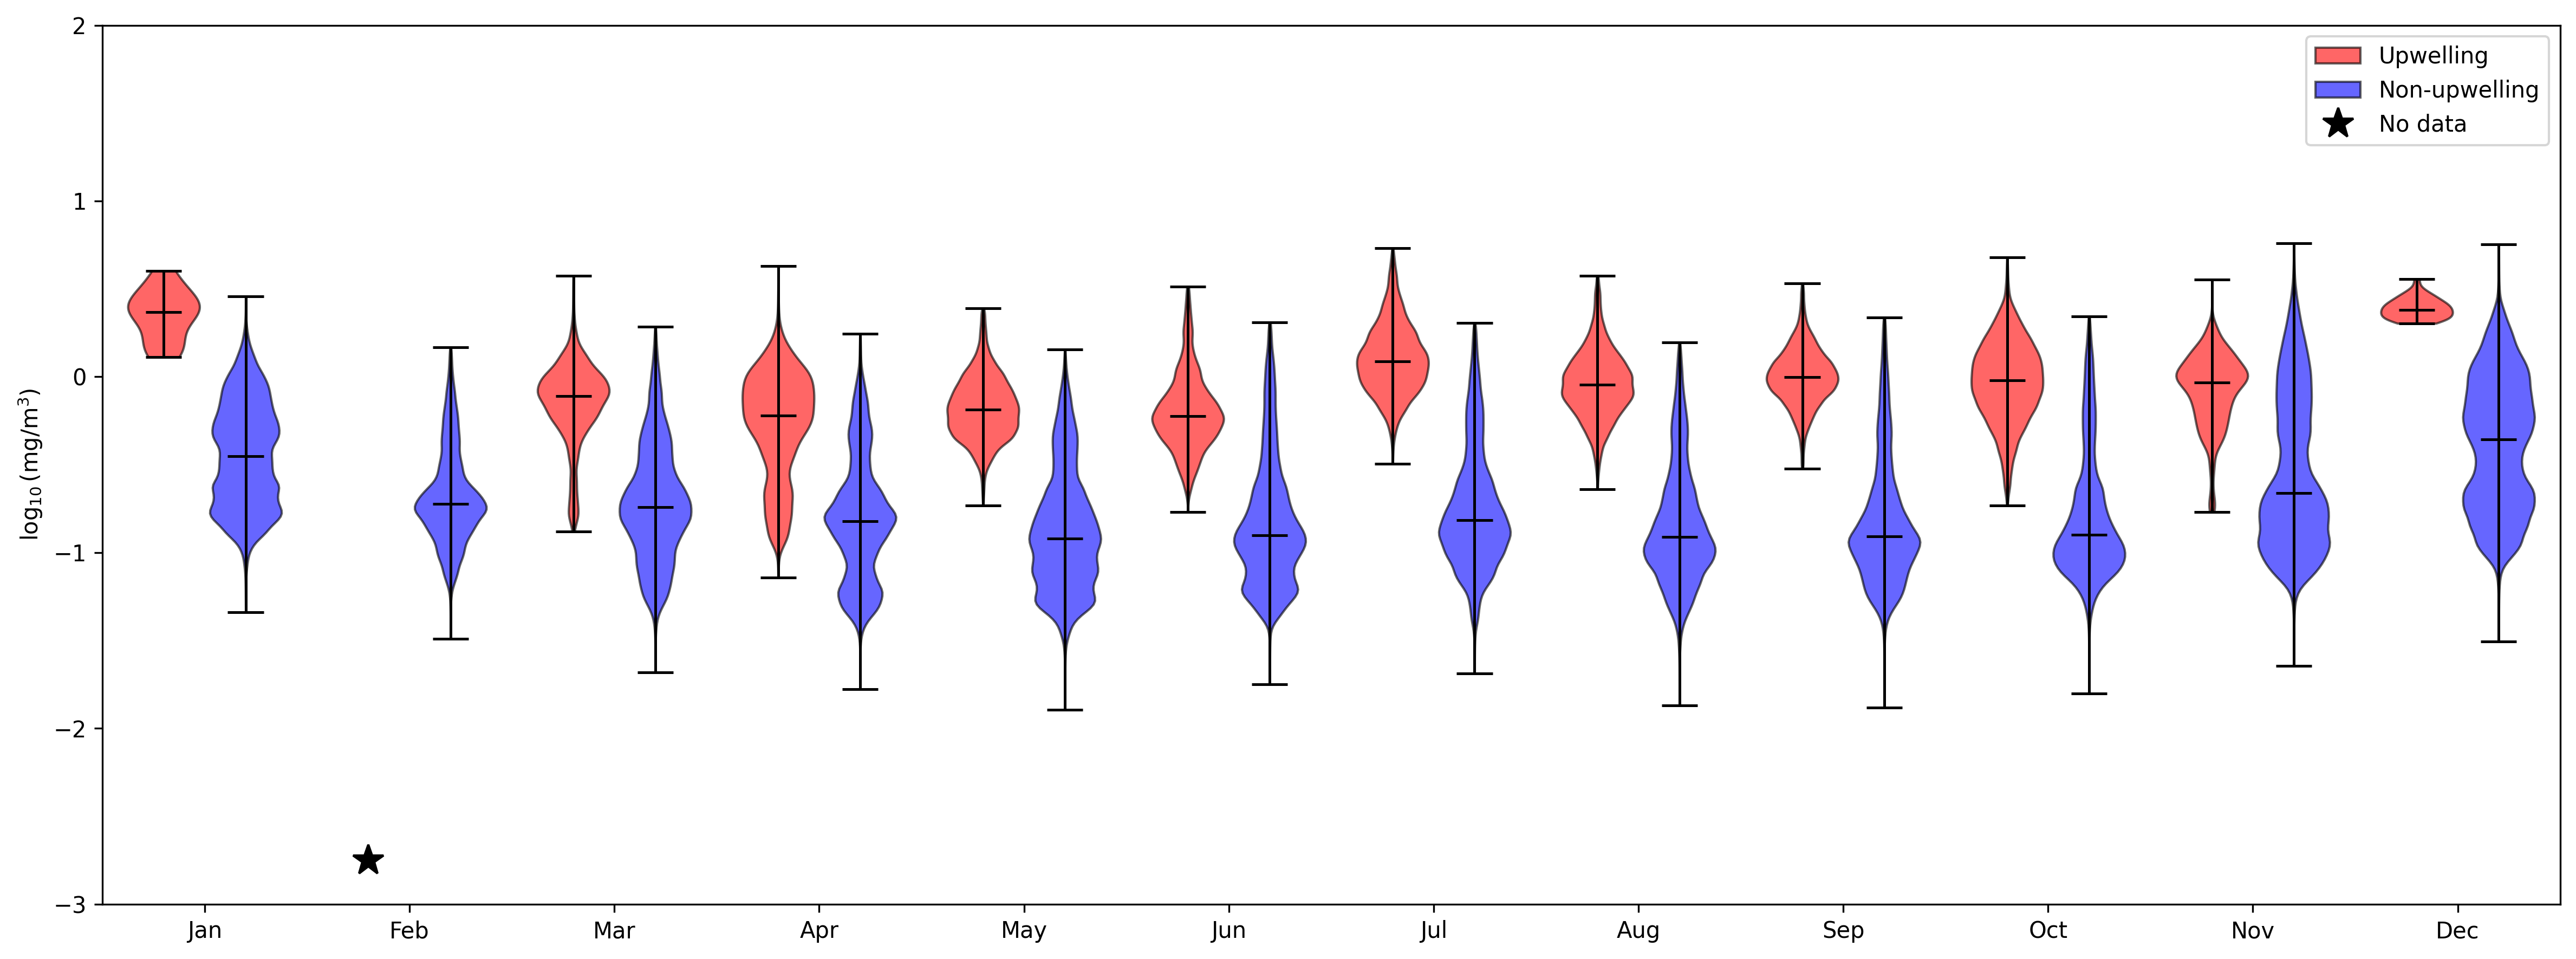 2
1
0
−1
−2
−3
log₁₀ (mg/m³)
Upwelling
Non-upwelling
No data
Jan Feb Mar Apr May Jun Jul Aug Sep Oct Nov Dec